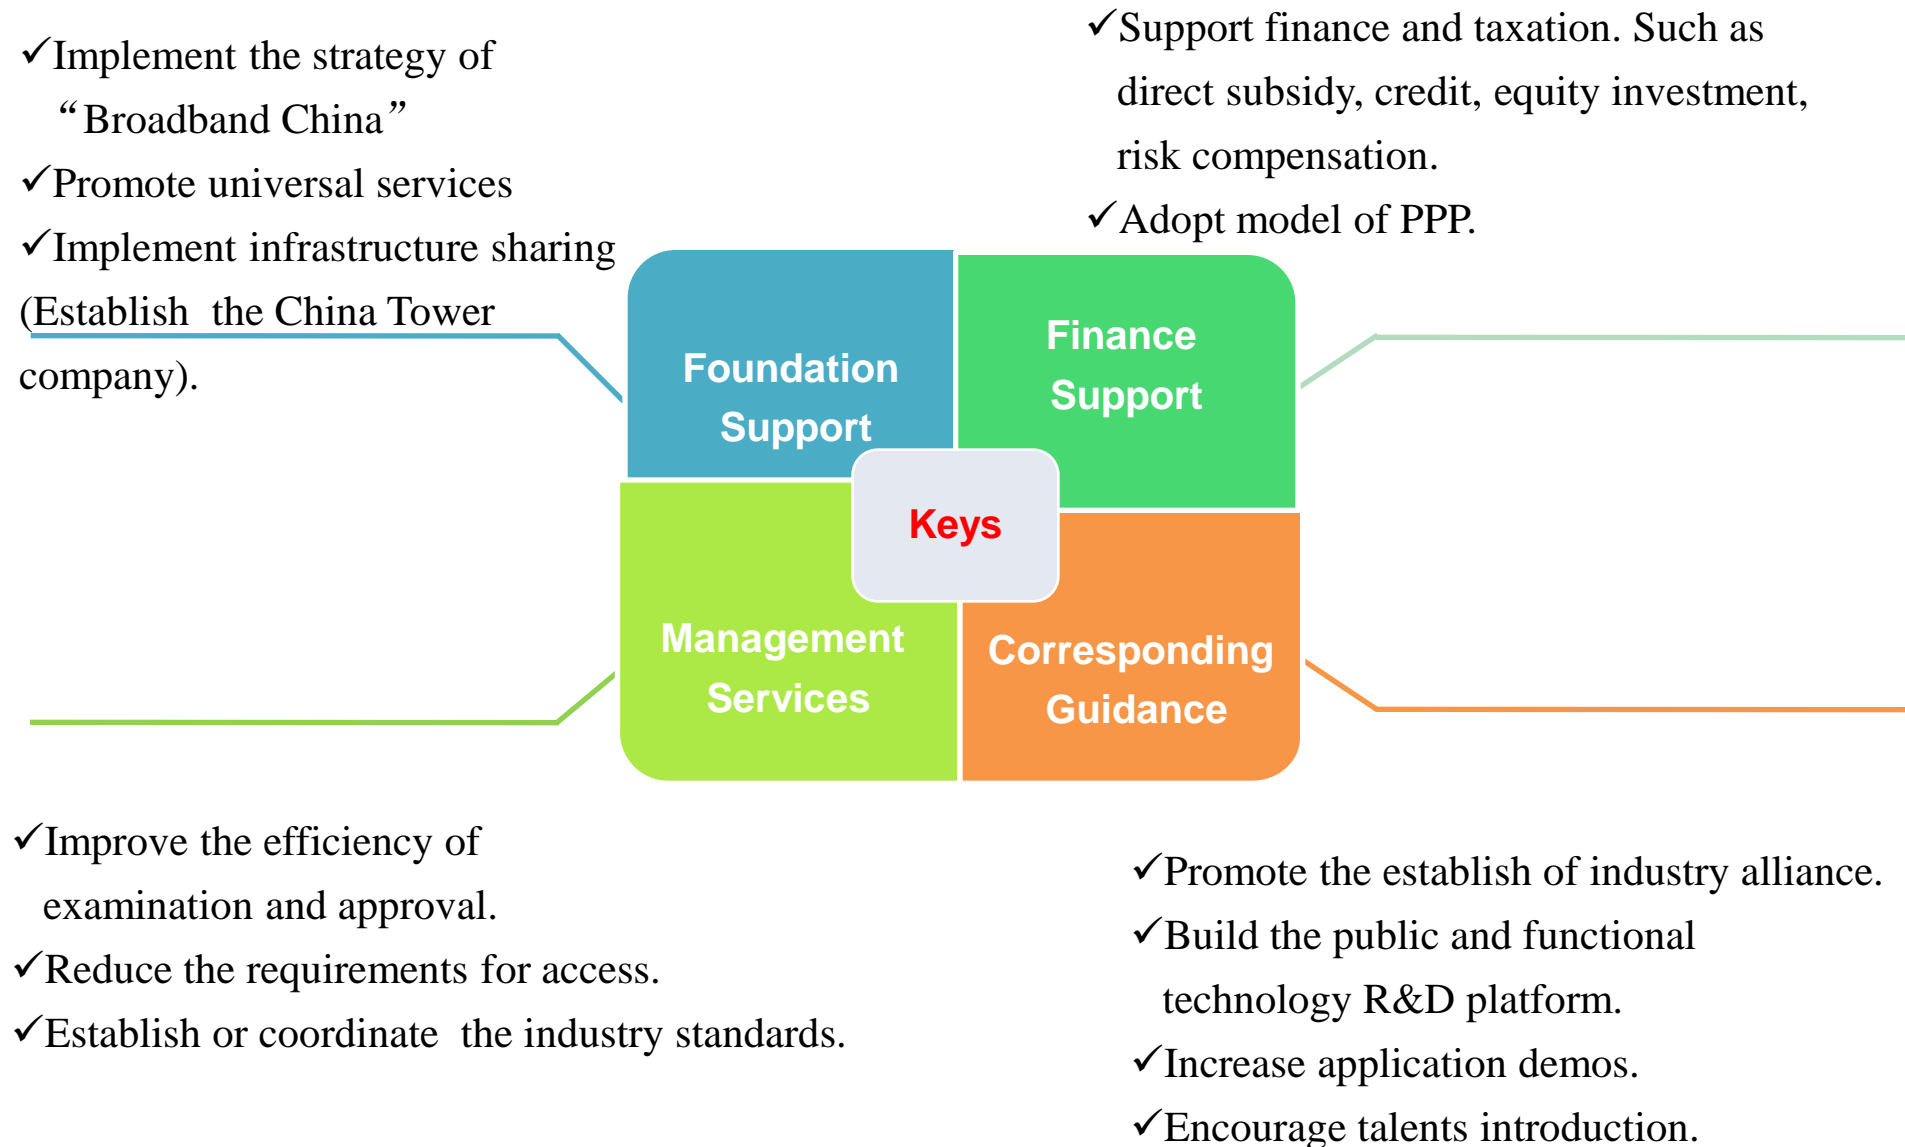 ✓Implement the strategy of
“Broadband China”
✓Promote universal services
✓Implement infrastructure sharing
(Establish  the China Tower
company).
✓Support finance and taxation. Such as
direct subsidy, credit, equity investment,
risk compensation.
✓Adopt model of PPP.
Foundation
Support
Finance
Support
Keys
Management
Services
Corresponding
Guidance
✓Improve the efficiency of
examination and approval.
✓Reduce the requirements for access.
✓Establish or coordinate  the industry standards.
✓Promote the establish of industry alliance.
✓Build the public and functional
technology R&D platform.
✓Increase application demos.
✓Encourage talents introduction.